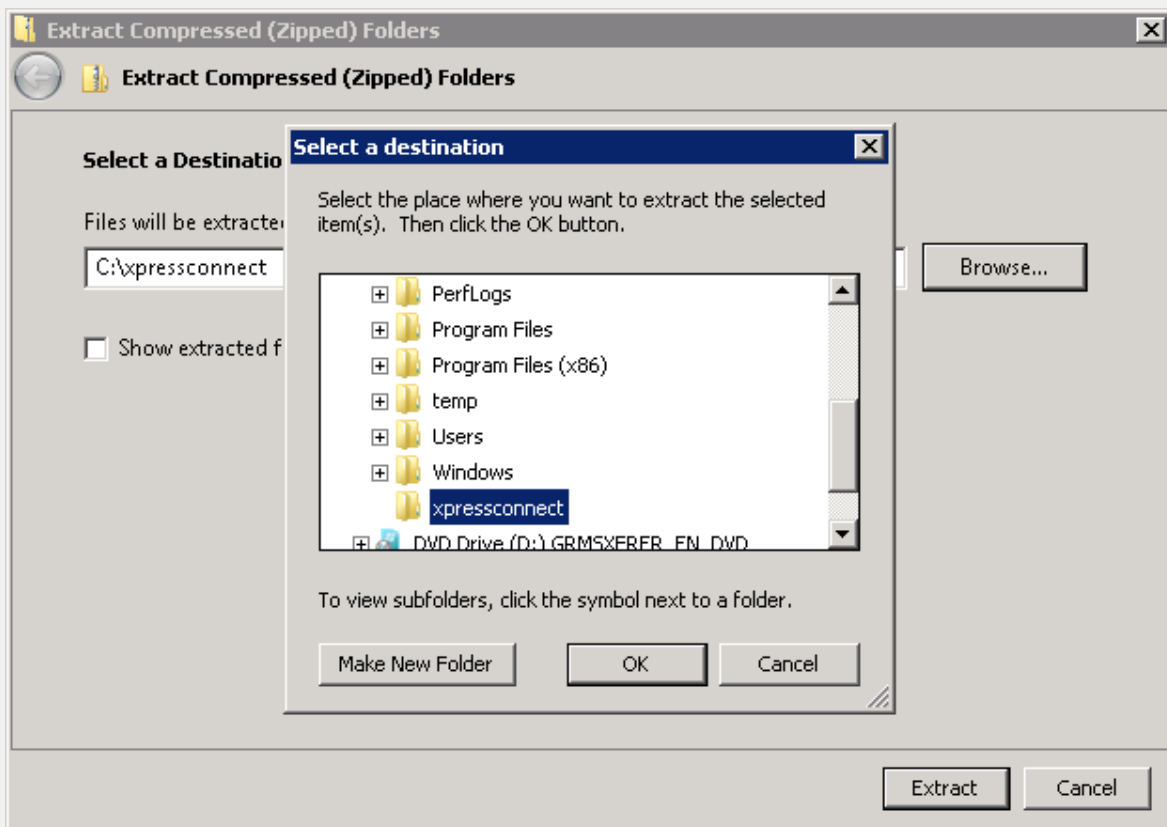 Extract Compressed (Zipped) Folders
Extract Compressed (Zipped) Folders
Select a Destinatio
Files will be extracte
C:\xpressconnect
Browse...
Show extracted f
Select a destination
Select the place where you want to extract the selected
item(s). Then click the OK button.
PerfLogs
Program Files
Program Files (x86)
temp
Users
Windows
xpressconnect
DVD Drive (D:) GRMSXERER_EN_DVD
To view subfolders, click the symbol next to a folder.
Make New Folder
OK
Cancel
Extract
Cancel